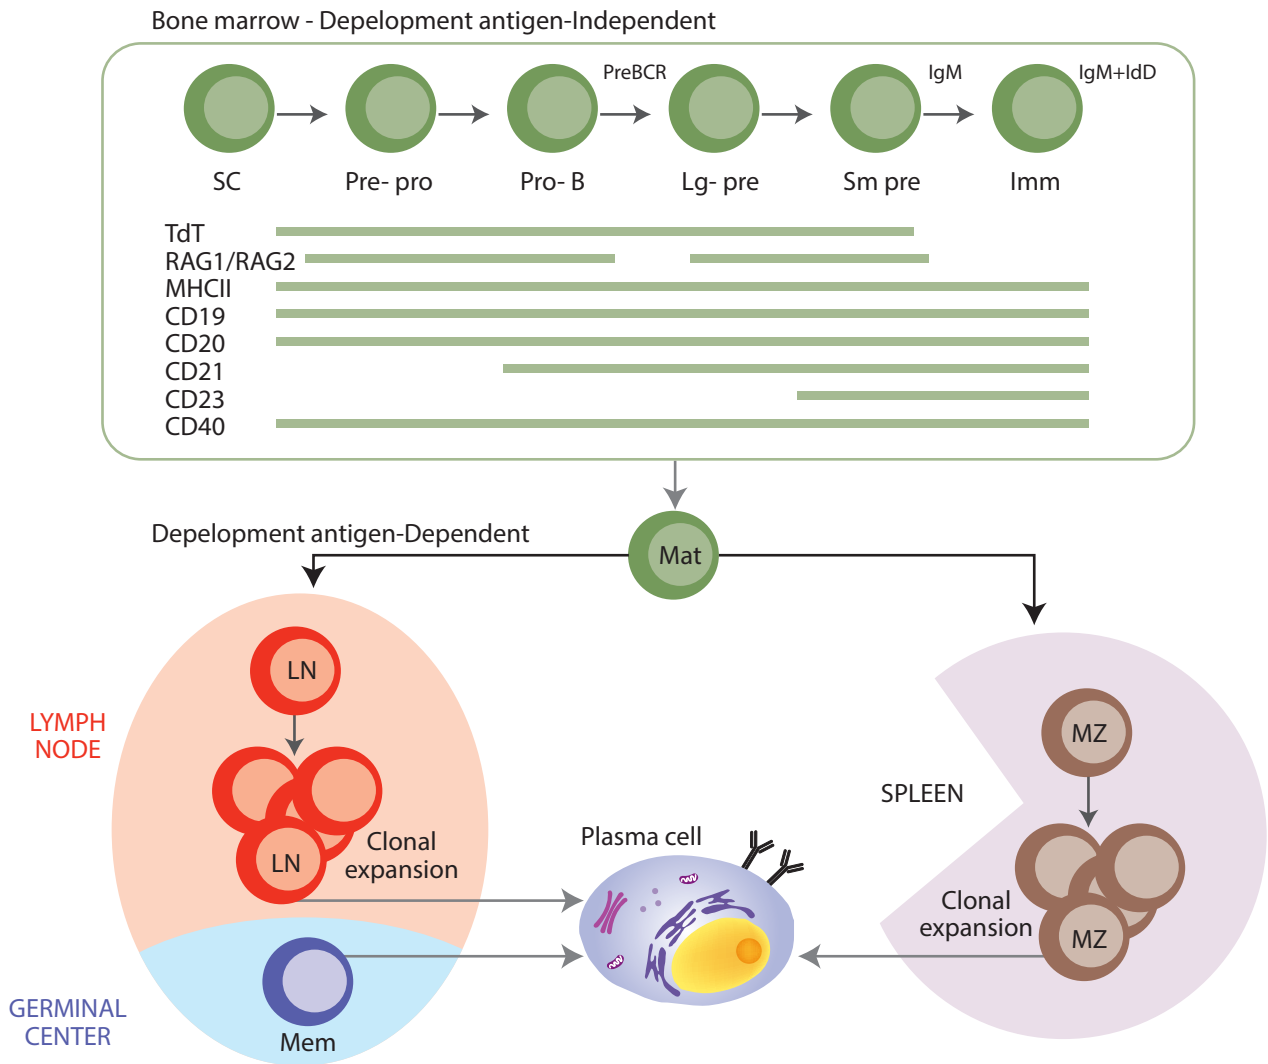 Bone marrow - Depelopment antigen-Independent
PreBCR
IgM
IgM+IdD
SC
Pre- pro
Pro- B
Lg- pre
Sm pre
Imm
TdT
RAG1/RAG2
MHCII
CD19
CD20
CD21
CD23
CD40
Depelopment antigen-Dependent
Mat
LN
LYMPH
NODE
MZ
SPLEEN
Plasma cell
Clonal
expansion
LN
Clonal
expansion
MZ
GERMINAL
CENTER
Mem